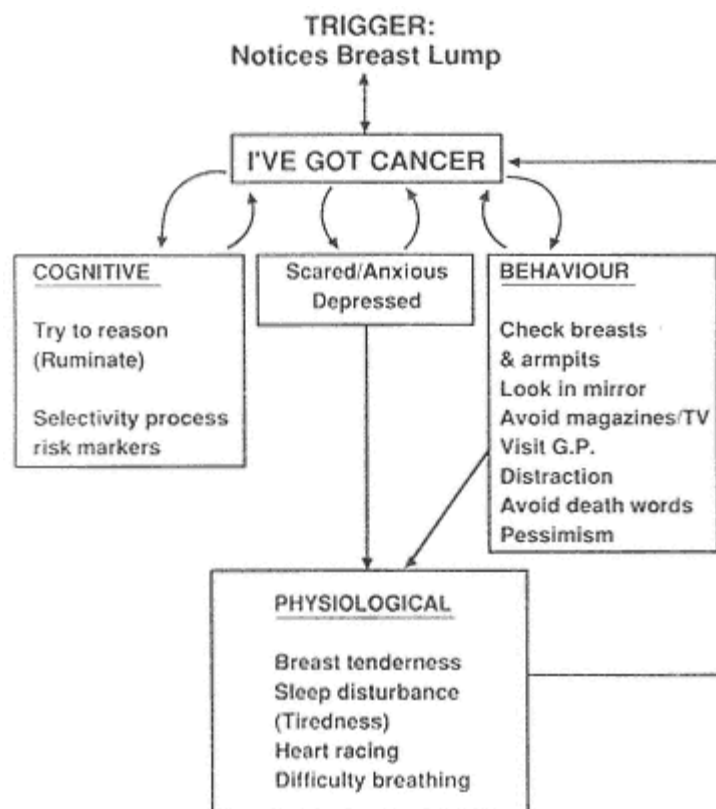 TRIGGER:
Notices Breast Lump
I'VE GOT CANCER
COGNITIVE
Try to reason
(Ruminate)
Selectivity process
risk markers
Scared/Anxious
Depressed
BEHAVIOUR
Check breasts
& armpits
Look in mirror
Avoid magazines/TV
Visit G.P.
Distraction
Avoid death words
Pessimism
PHYSIOLOGICAL
Breast tenderness
Sleep disturbance
(Tiredness)
Heart racing
Difficulty breathing